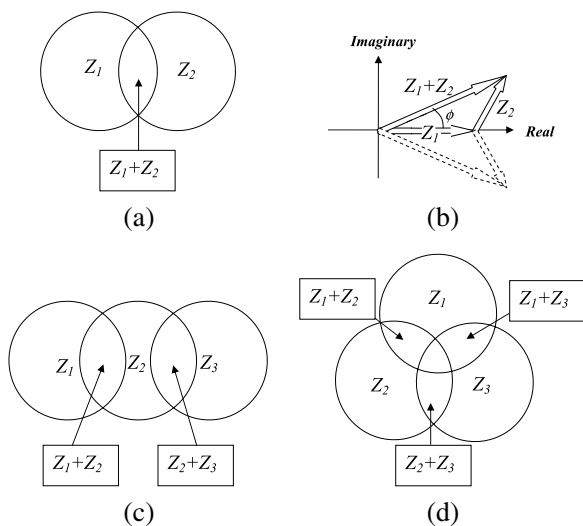 Z1
Z2
Z1+Z2
(a)
Imaginary
Z1+Z2
ϕ
Z2
Z1
Real
(b)
Z1
Z2
Z3
Z1+Z2
Z2+Z3
(c)
Z1+Z2
Z1
Z1+Z3
Z2
Z3
Z2+Z3
(d)